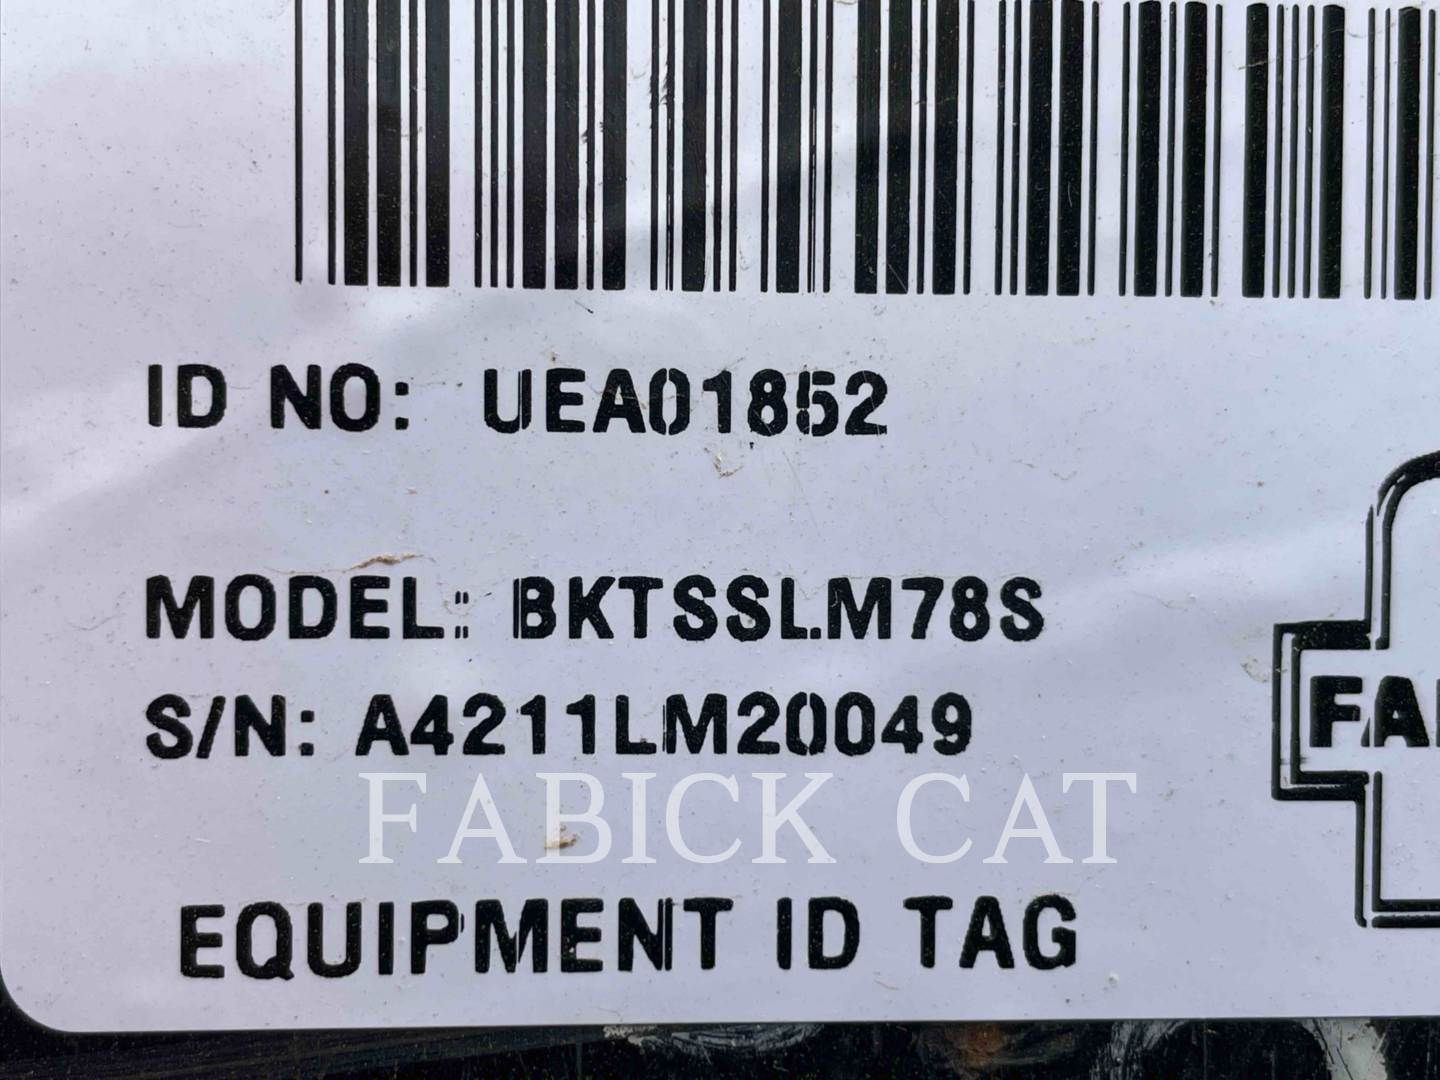 ID NO: UEA01852
MODEL: BKTSSLM78S
S/N: A4211LM20049
FABICK CAT
EQUIPMENT ID TAG